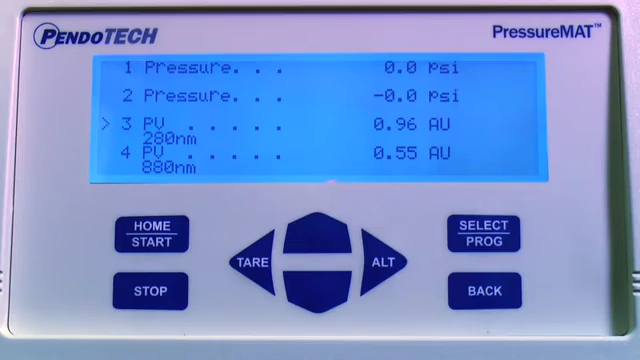 PENDOTECH
PressureMAT™
1 Pressure. . . 0.0 psi
2 Pressure. . . -0.0 psi
> 3 PV . . . . . 0.96 AU
280nm
4 PV . . . . . 0.55 AU
880nm
HOME
START
SELECT
PROG
TARE
ALT
STOP
BACK